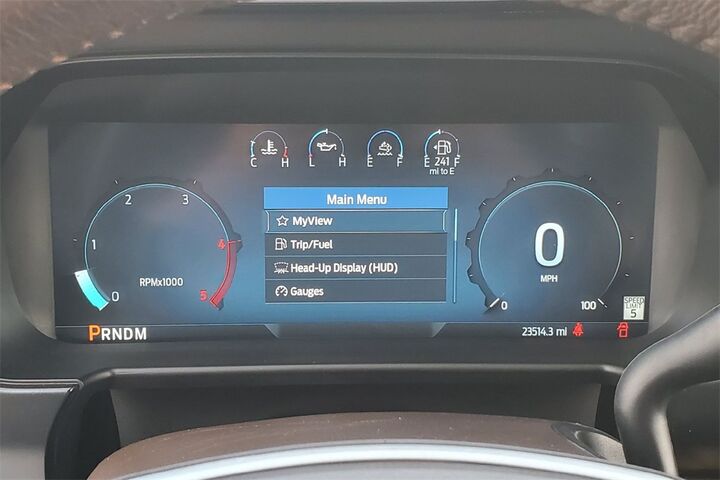 C H
L H
E F
E 241 F
mi to E
Main Menu
MyView
Trip/Fuel
Head-Up Display (HUD)
Gauges
0 1 2 3 4 5
RPMx1000
0
MPH
0 100
SPEED
LIMIT
5
PRNDM
23514.3 mi